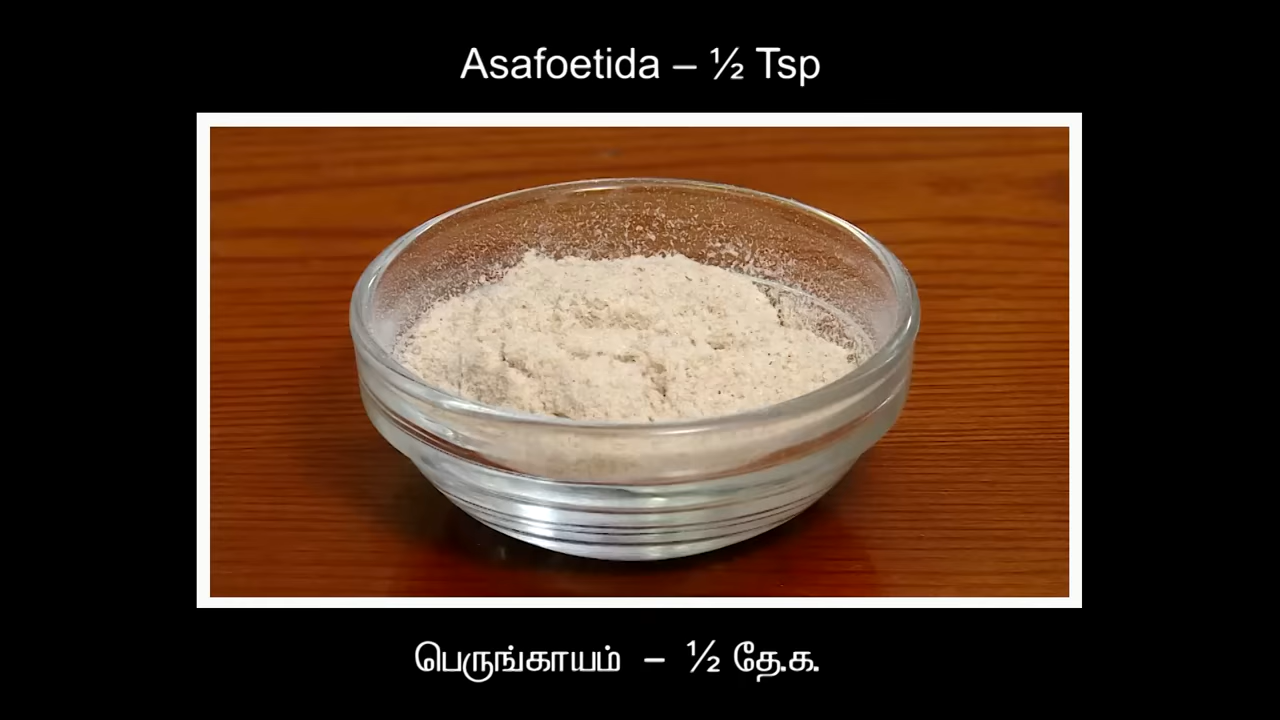 Asafoetida – ½ Tsp
பெருங்காயம் – ½ தே.க.